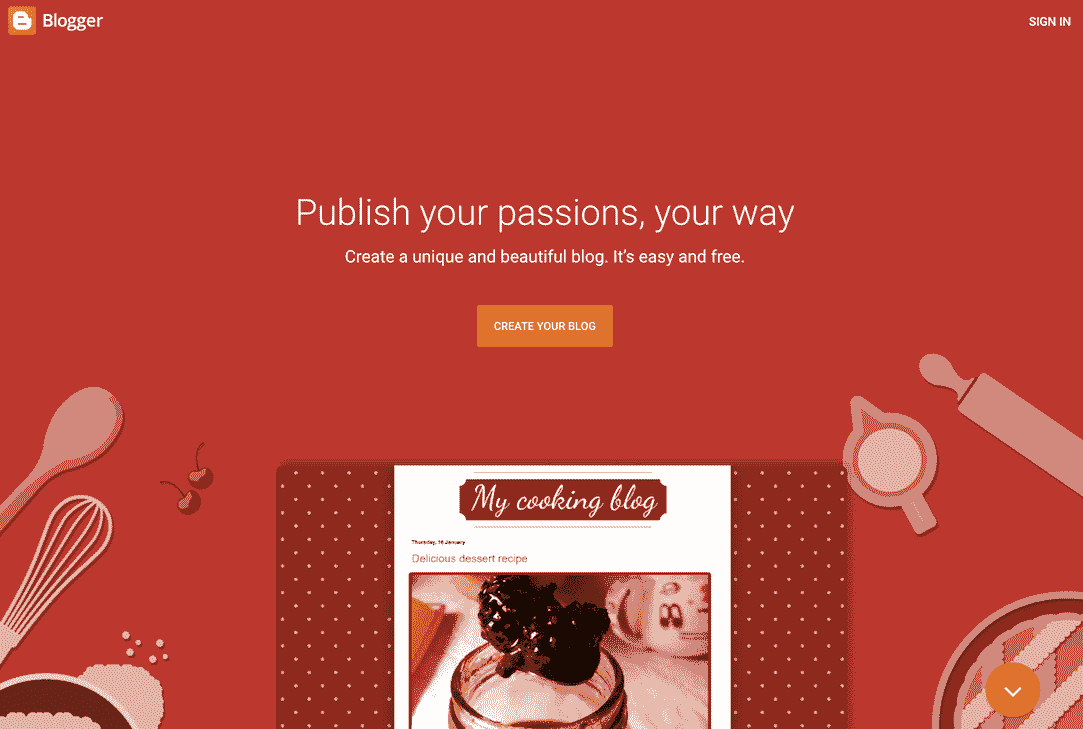 Blogger
SIGN IN
Publish your passions, your way
Create a unique and beautiful blog. It's easy and free.
CREATE YOUR BLOG
My cooking blog
Thursday, 16 January
Delicious dessert recipe